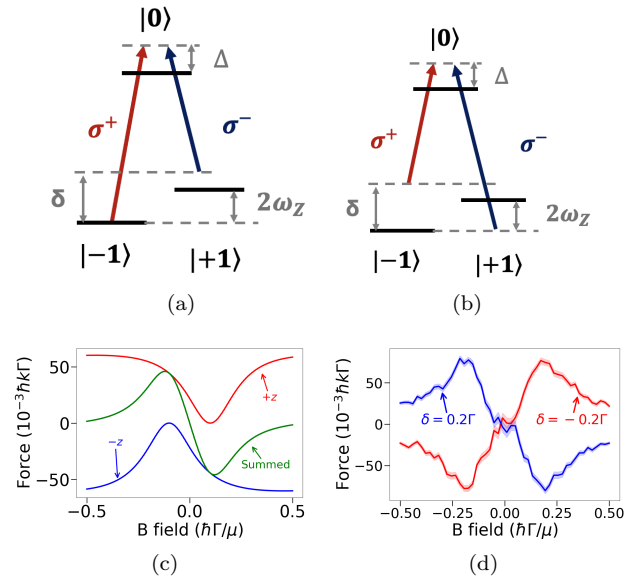 |0⟩
Δ
σ⁺
σ⁻
δ
2ω_Z
|−1⟩
|+1⟩
(a)
|0⟩
Δ
σ⁺
σ⁻
δ
2ω_Z
|−1⟩
|+1⟩
(b)
Force (10⁻³ħkΓ)
50
0
−50
+z
−z
Summed
−0.5
0.0
0.5
B field (ħΓ/μ)
(c)
Force (10⁻³ħkΓ)
50
0
−50
δ = 0.2Γ
δ = −0.2Γ
−0.50
−0.25
0.00
0.25
0.50
B field (ħΓ/μ)
(d)